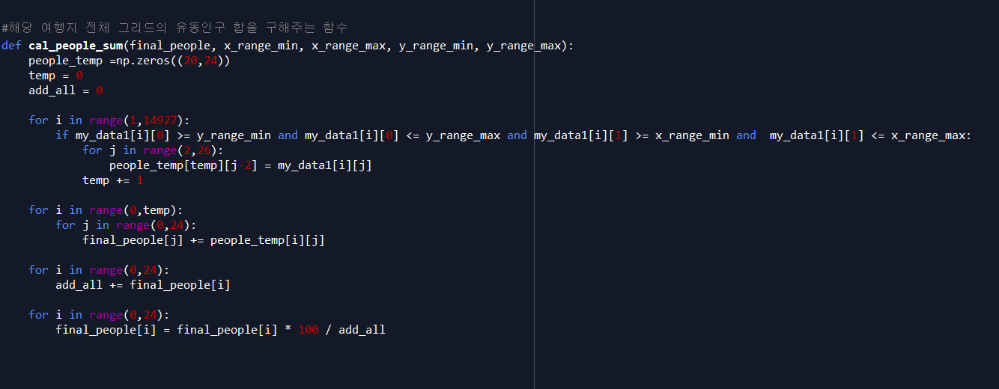 #해당 여행지 전체 그리드의 유동인구 합을 구해주는 함수
def cal_people_sum(final_people, x_range_min, x_range_max, y_range_min, y_range_max):
    people_temp =np.zeros((20,24))
    temp = 0
    add_all = 0
    for i in range(1,14927):
        if my_data1[i][0] >= y_range_min and my_data1[i][0] <= y_range_max and my_data1[i][1] >= x_range_min and  my_data1[i][1] <= x_range_max:
            for j in range(2,26):
                people_temp[temp][j-2] = my_data1[i][j]
            temp += 1
    for i in range(0,temp):
        for j in range(0,24):
            final_people[j] += people_temp[i][j]
    for i in range(0,24):
        add_all += final_people[i]
    for i in range(0,24):
        final_people[i] = final_people[i] * 100 / add_all